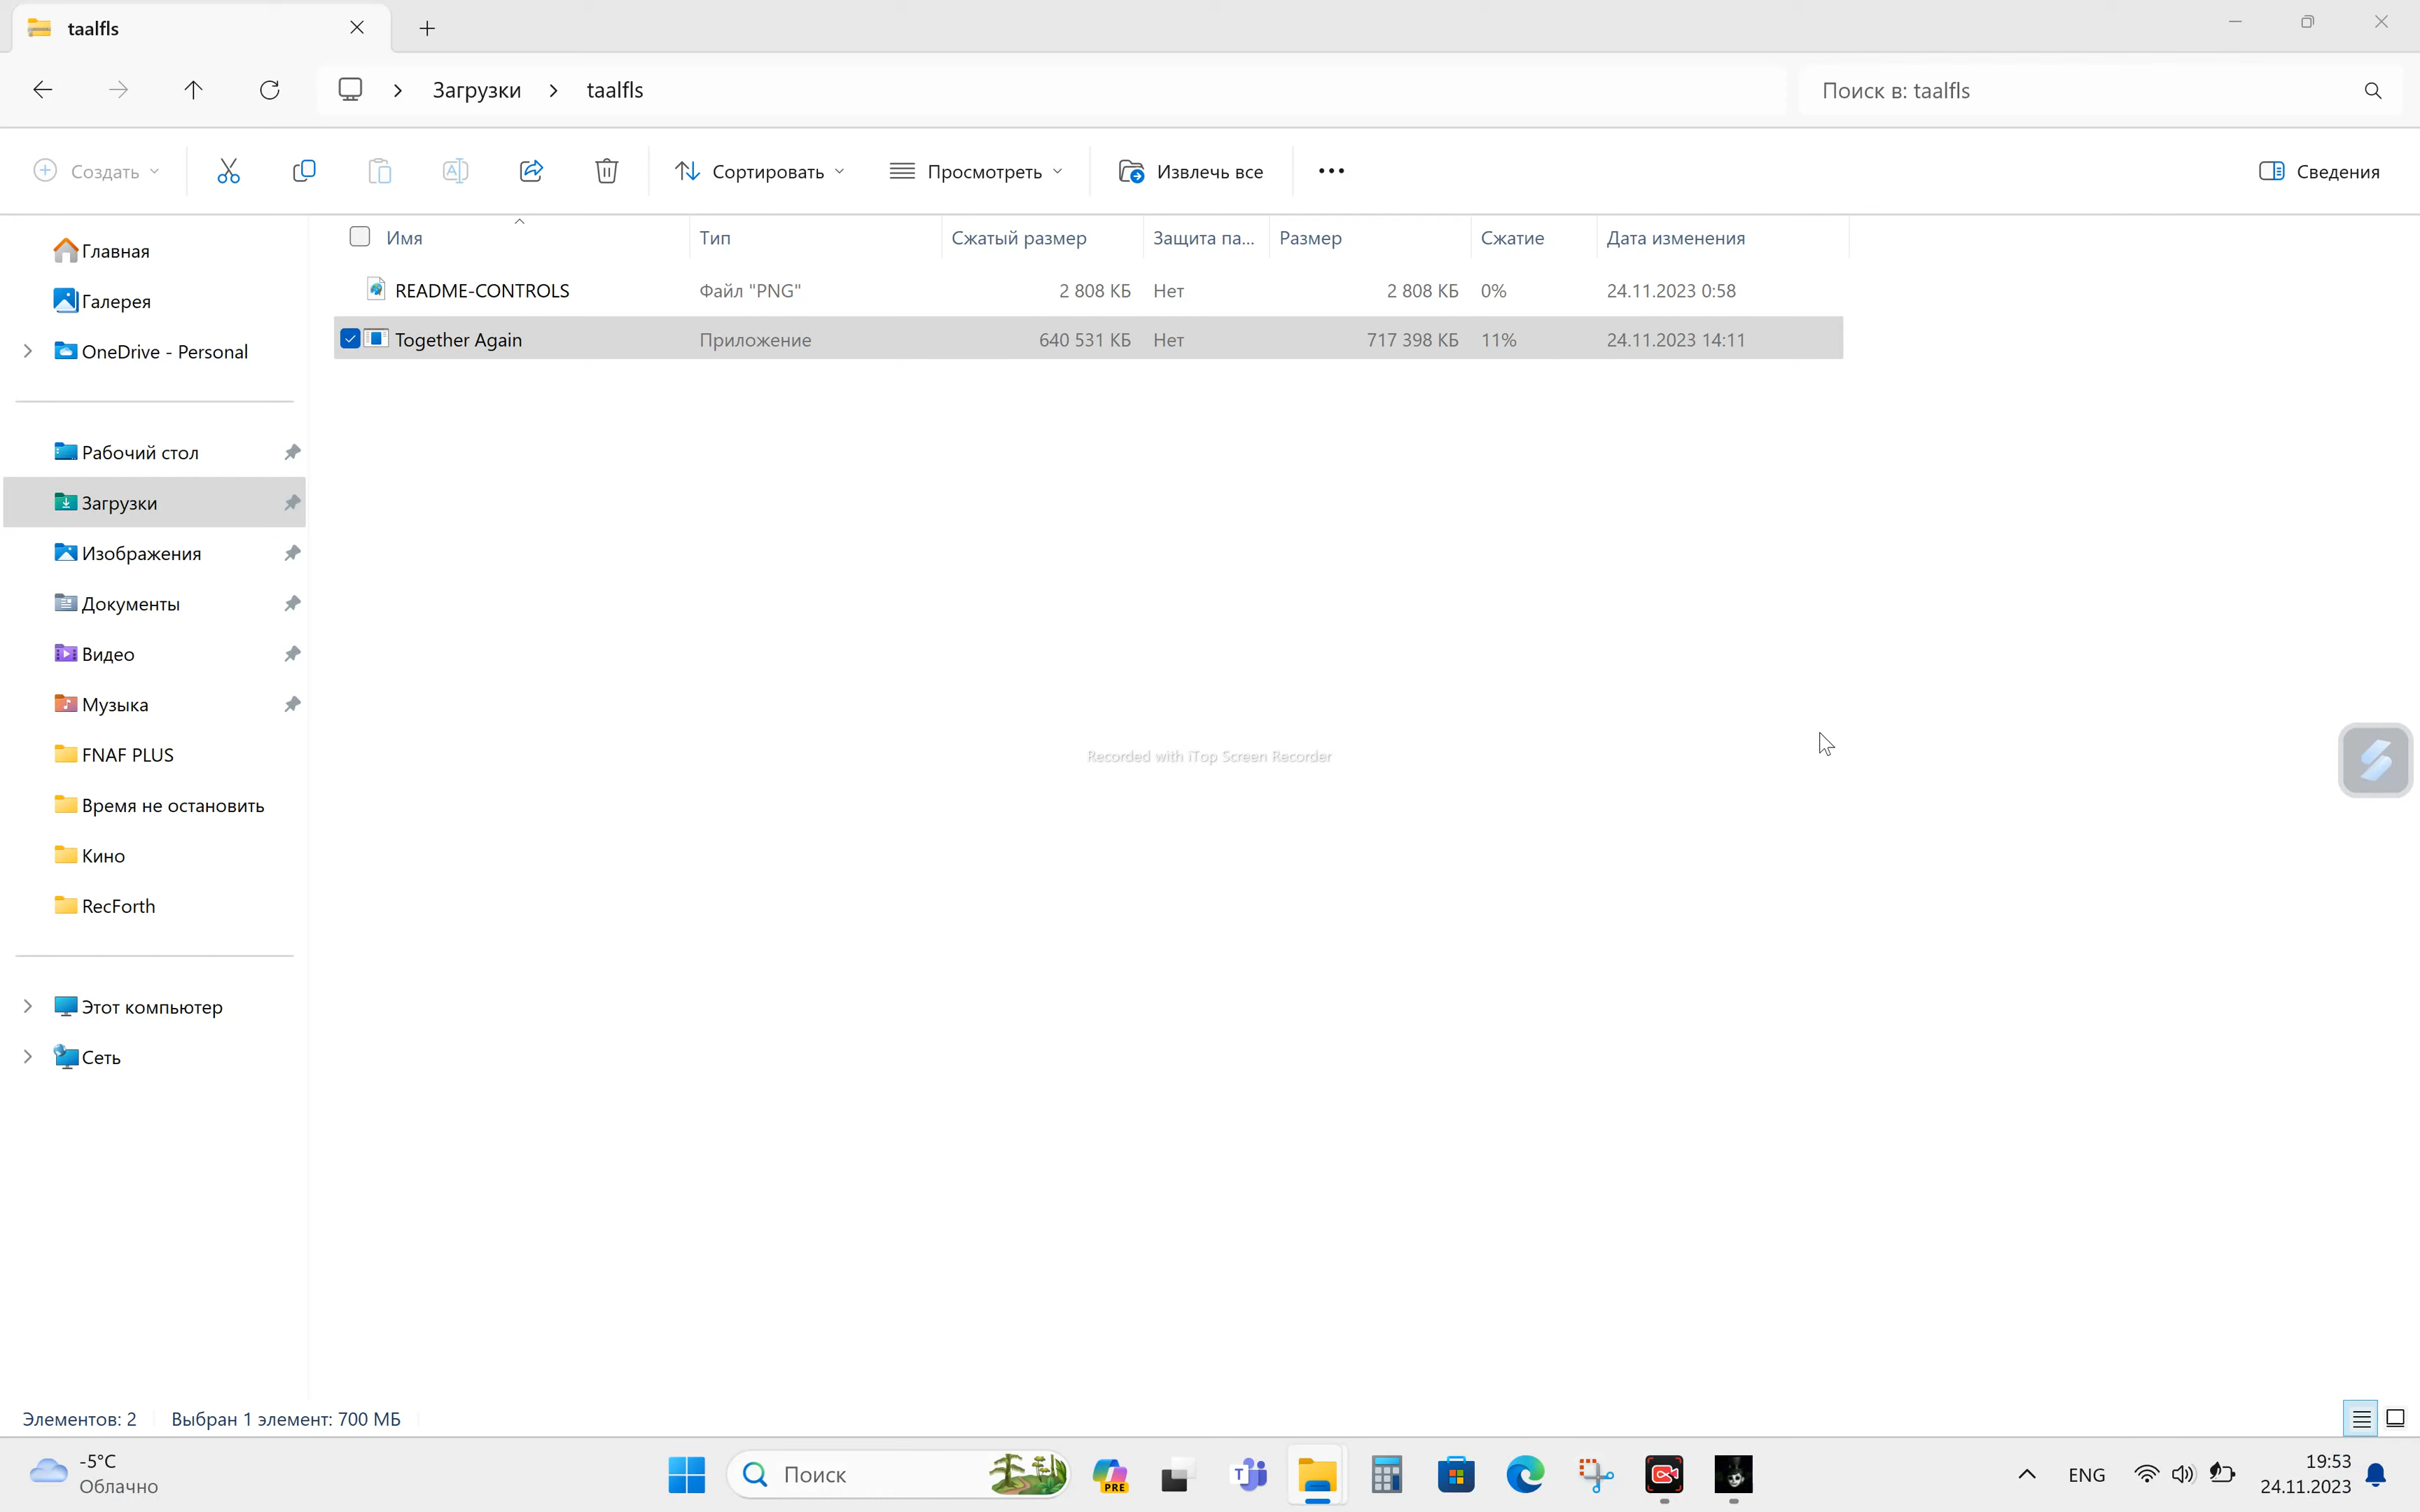 taalfls
Загрузки
taalfls
Поиск в: taalfls
Создать
Сортировать
Просмотреть
Извлечь все
Сведения
Имя Тип Сжатый размер Защита па... Размер Сжатие Дата изменения
README-CONTROLS Файл "PNG" 2 808 КБ Нет 2 808 КБ 0% 24.11.2023 0:58
Together Again Приложение 640 531 КБ Нет 717 398 КБ 11% 24.11.2023 14:11
Главная
Галерея
OneDrive - Personal
Рабочий стол
Загрузки
Изображения
Документы
Видео
Музыка
FNAF PLUS
Время не остановить
Кино
RecForth
Этот компьютер
Сеть
Recorded with iTop Screen Recorder
Элементов: 2 Выбран 1 элемент: 700 МБ
-5°C
Облачно
Поиск
PRE
ENG
19:53
24.11.2023